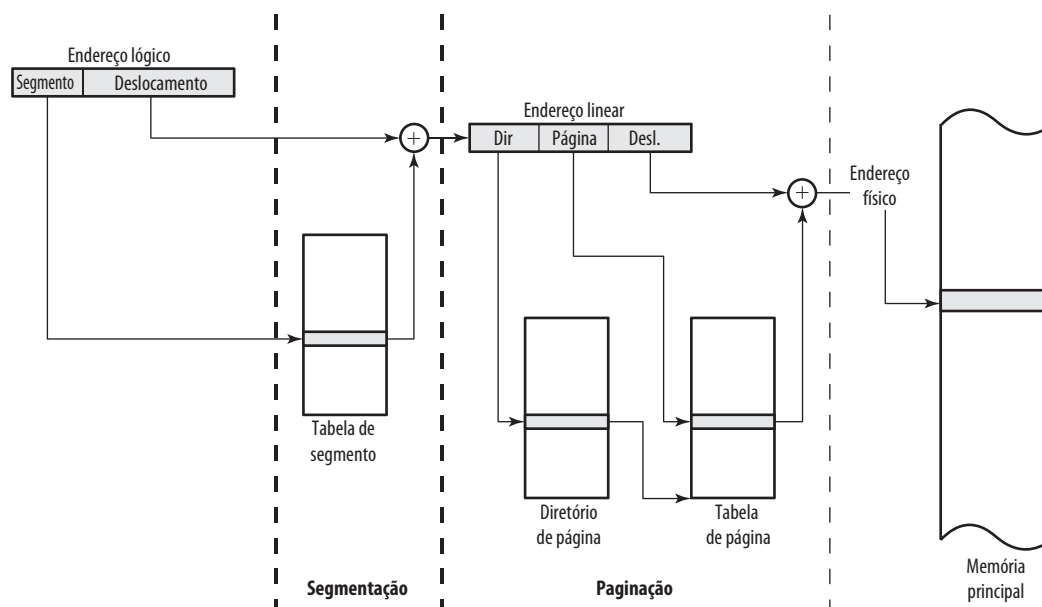 Endereço lógico
Segmento
Deslocamento
+
Endereço linear
Dir
Página
Desl.
+
Endereço
físico
Tabela de
segmento
Diretório
de página
Tabela
de página
Segmentação
Paginação
Memória
principal